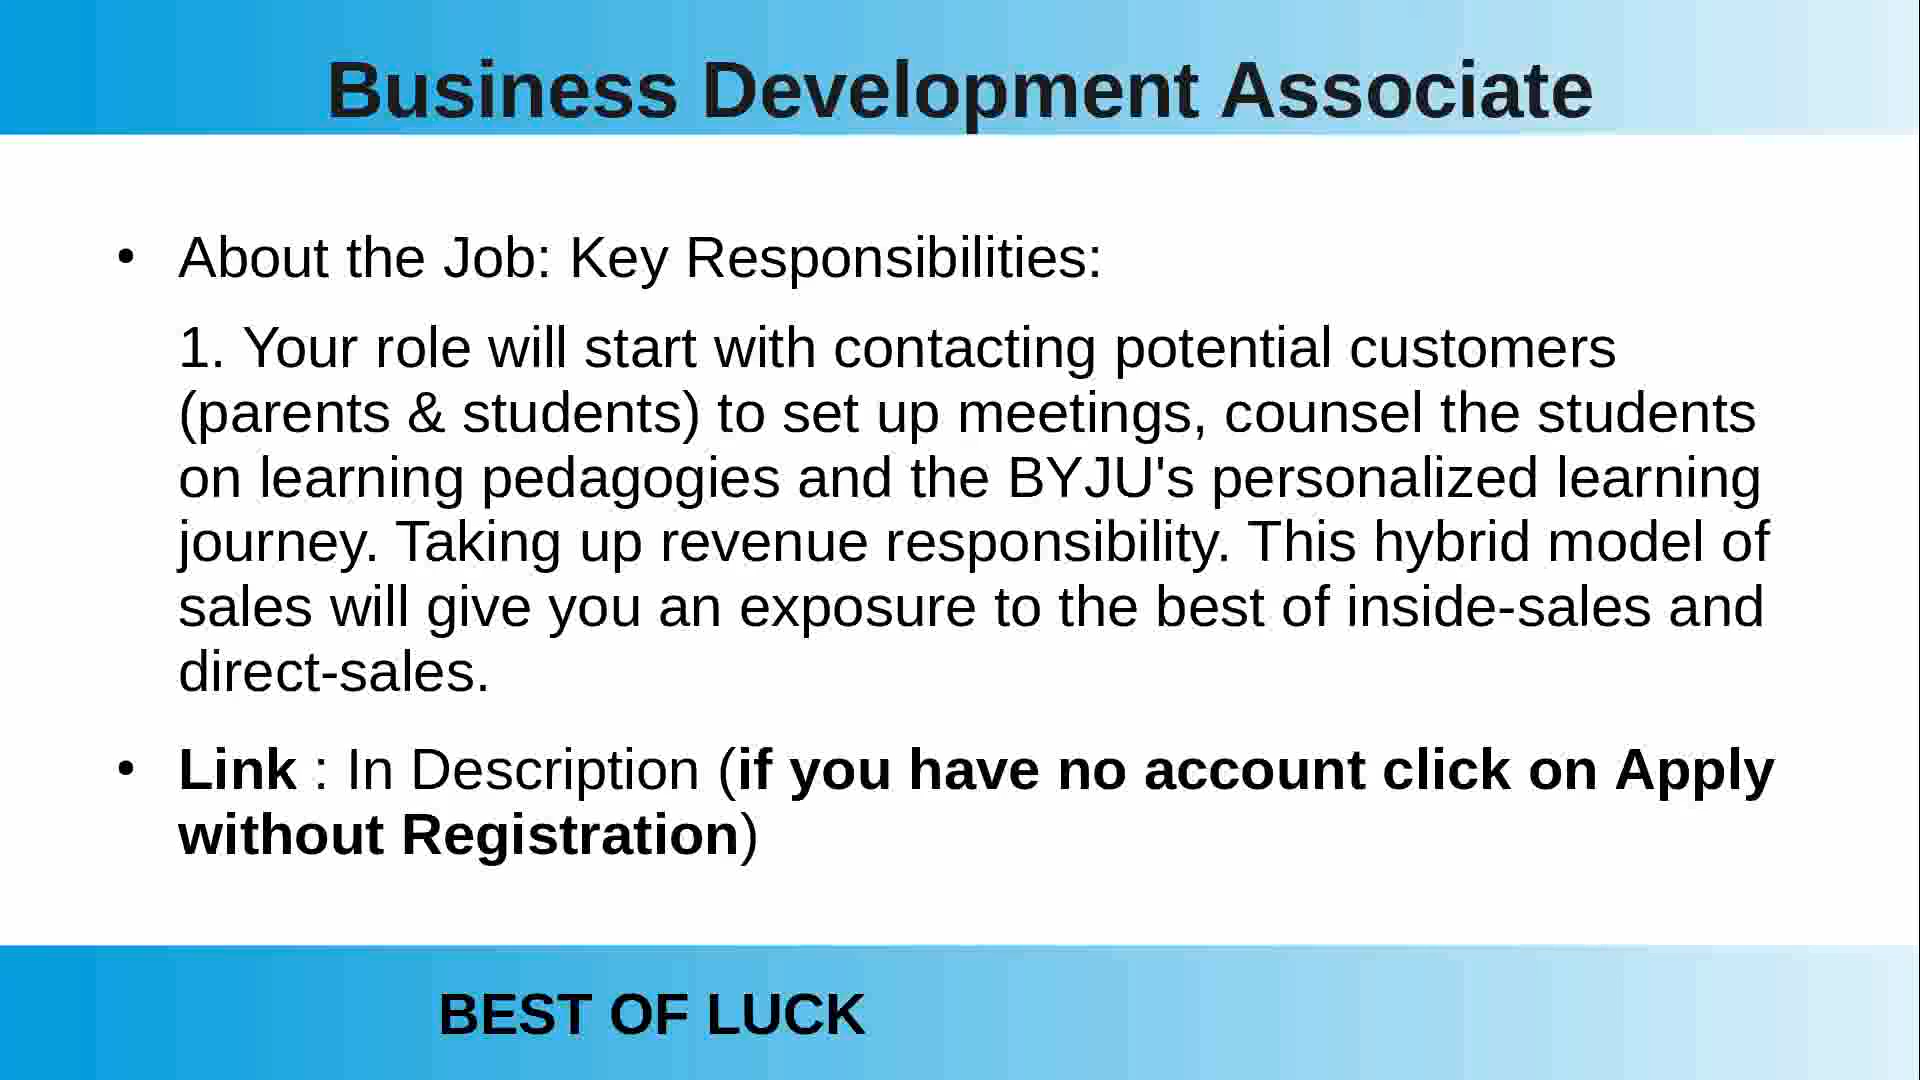 Business Development Associate
• About the Job: Key Responsibilities:
1. Your role will start with contacting potential customers
(parents & students) to set up meetings, counsel the students
on learning pedagogies and the BYJU's personalized learning
journey. Taking up revenue responsibility. This hybrid model of
sales will give you an exposure to the best of inside-sales and
direct-sales.
• Link : In Description (if you have no account click on Apply
without Registration)
BEST OF LUCK